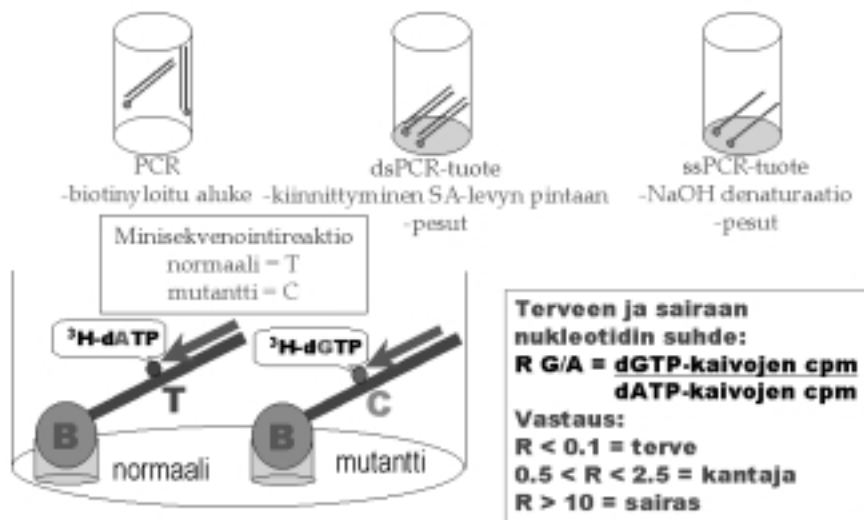 PCR
-biotinyloitu aluke
dsPCR-tuote
-kiinnittyminen SA-levyn pintaan
-pesut
ssPCR-tuote
-NaOH denaturaatio
-pesut
Minisekvenointireaktio
normaali = T
mutantti = C
³H-dATP
T
B
normaali
³H-dGTP
C
B
mutantti
Terveen ja sairaan
nukleotidin suhde:
R G/A = dGTP-kaivojen cpm
dATP-kaivojen cpm
Vastaus:
R < 0.1 = terve
0.5 < R < 2.5 = kantaja
R > 10 = sairas